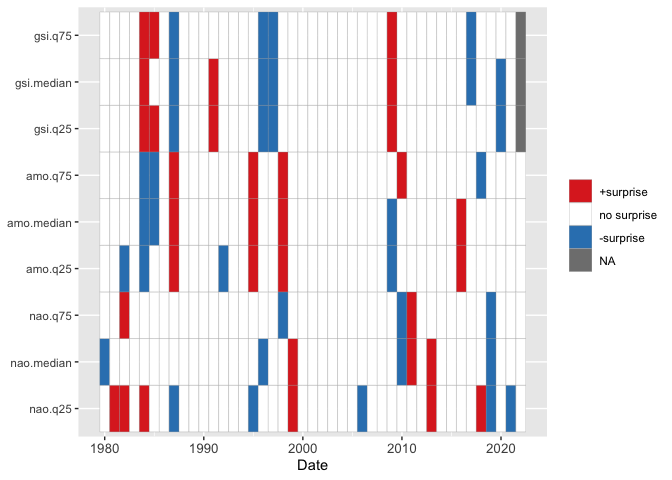 gsi.q75
gsi.median
gsi.q25
amo.q75
amo.median
amo.q25
nao.q75
nao.median
nao.q25
1980 1990 2000 2010 2020
Date
+surprise
no surprise
-surprise
NA